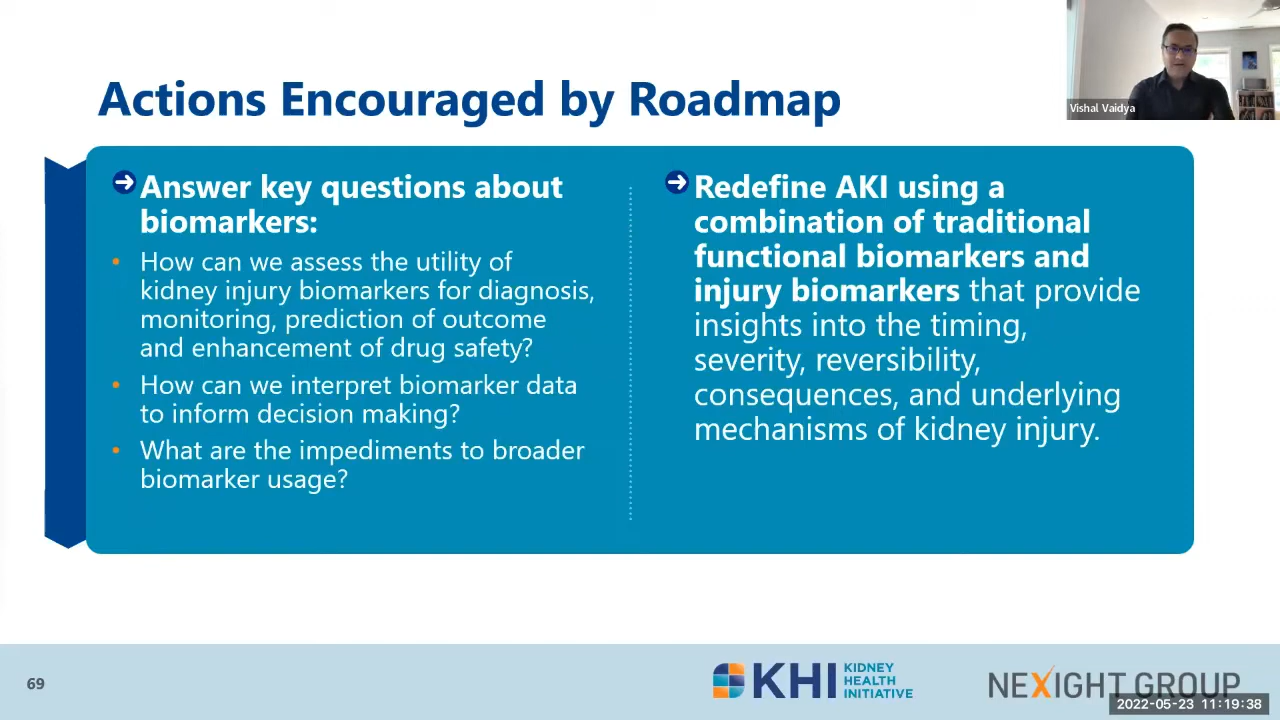 Actions Encouraged by Roadmap
Vishal Vaidya
Answer key questions about
biomarkers:
• How can we assess the utility of
kidney injury biomarkers for diagnosis,
monitoring, prediction of outcome
and enhancement of drug safety?
• How can we interpret biomarker data
to inform decision making?
• What are the impediments to broader
biomarker usage?
Redefine AKI using a
combination of traditional
functional biomarkers and
injury biomarkers that provide
insights into the timing,
severity, reversibility,
consequences, and underlying
mechanisms of kidney injury.
69
KHI
KIDNEY
HEALTH
INITIATIVE
NEXIGHT GROUP
2022-05-23 11:19:38